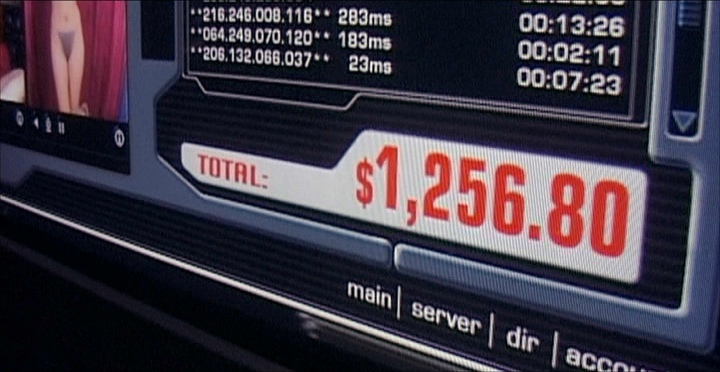 **216.246.008.116** 283ms 00:13:26
**064.249.070.120** 183ms 00:02:11
**206.132.066.037** 23ms 00:07:23
TOTAL: $1,256.80
main | server | dir |